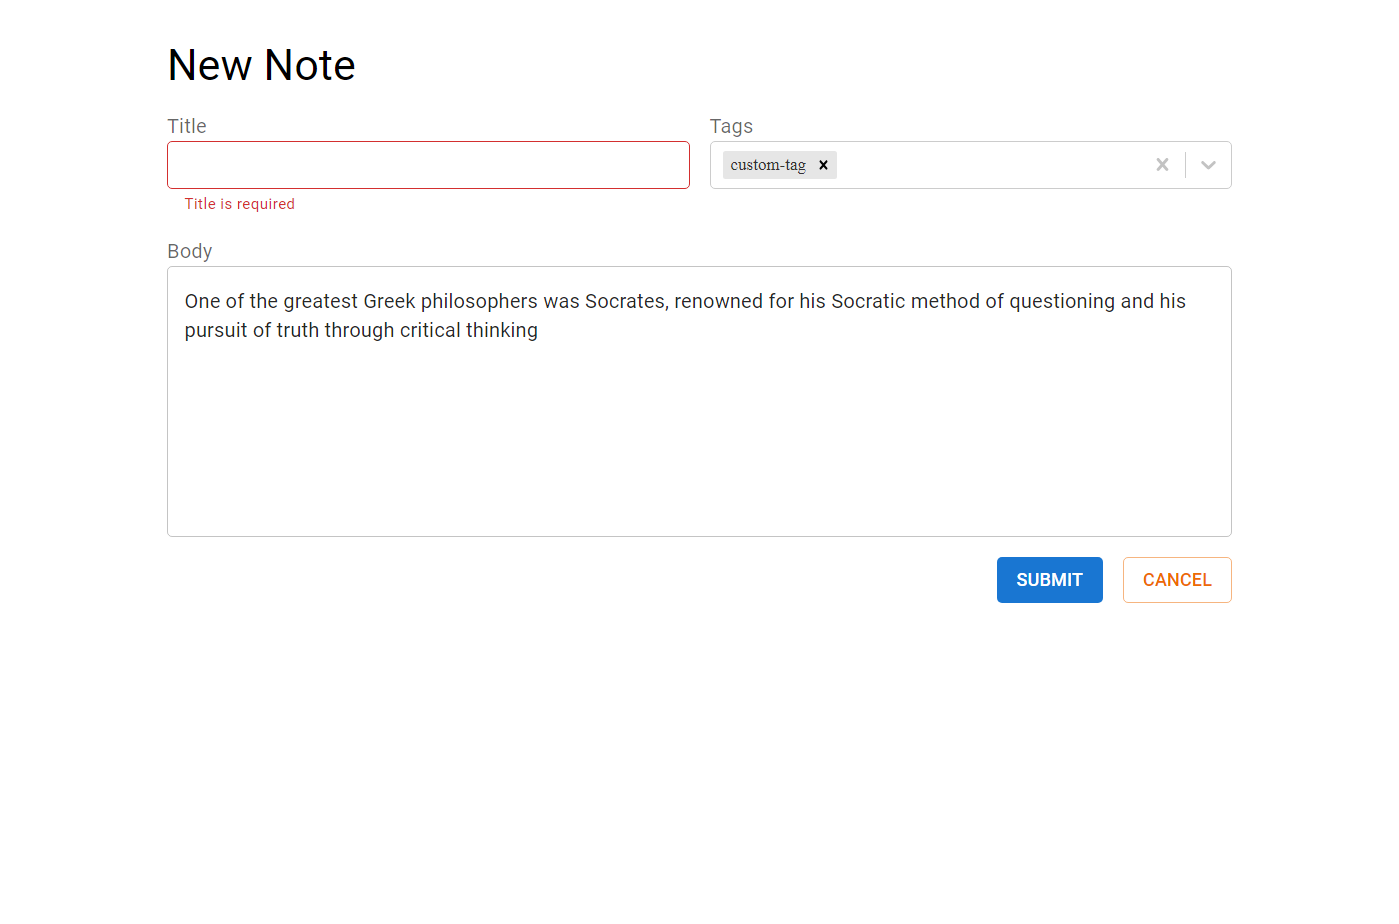 New Note
Title
Tags
custom-tag
Title is required
Body
One of the greatest Greek philosophers was Socrates, renowned for his Socratic method of questioning and his
pursuit of truth through critical thinking
SUBMIT
CANCEL